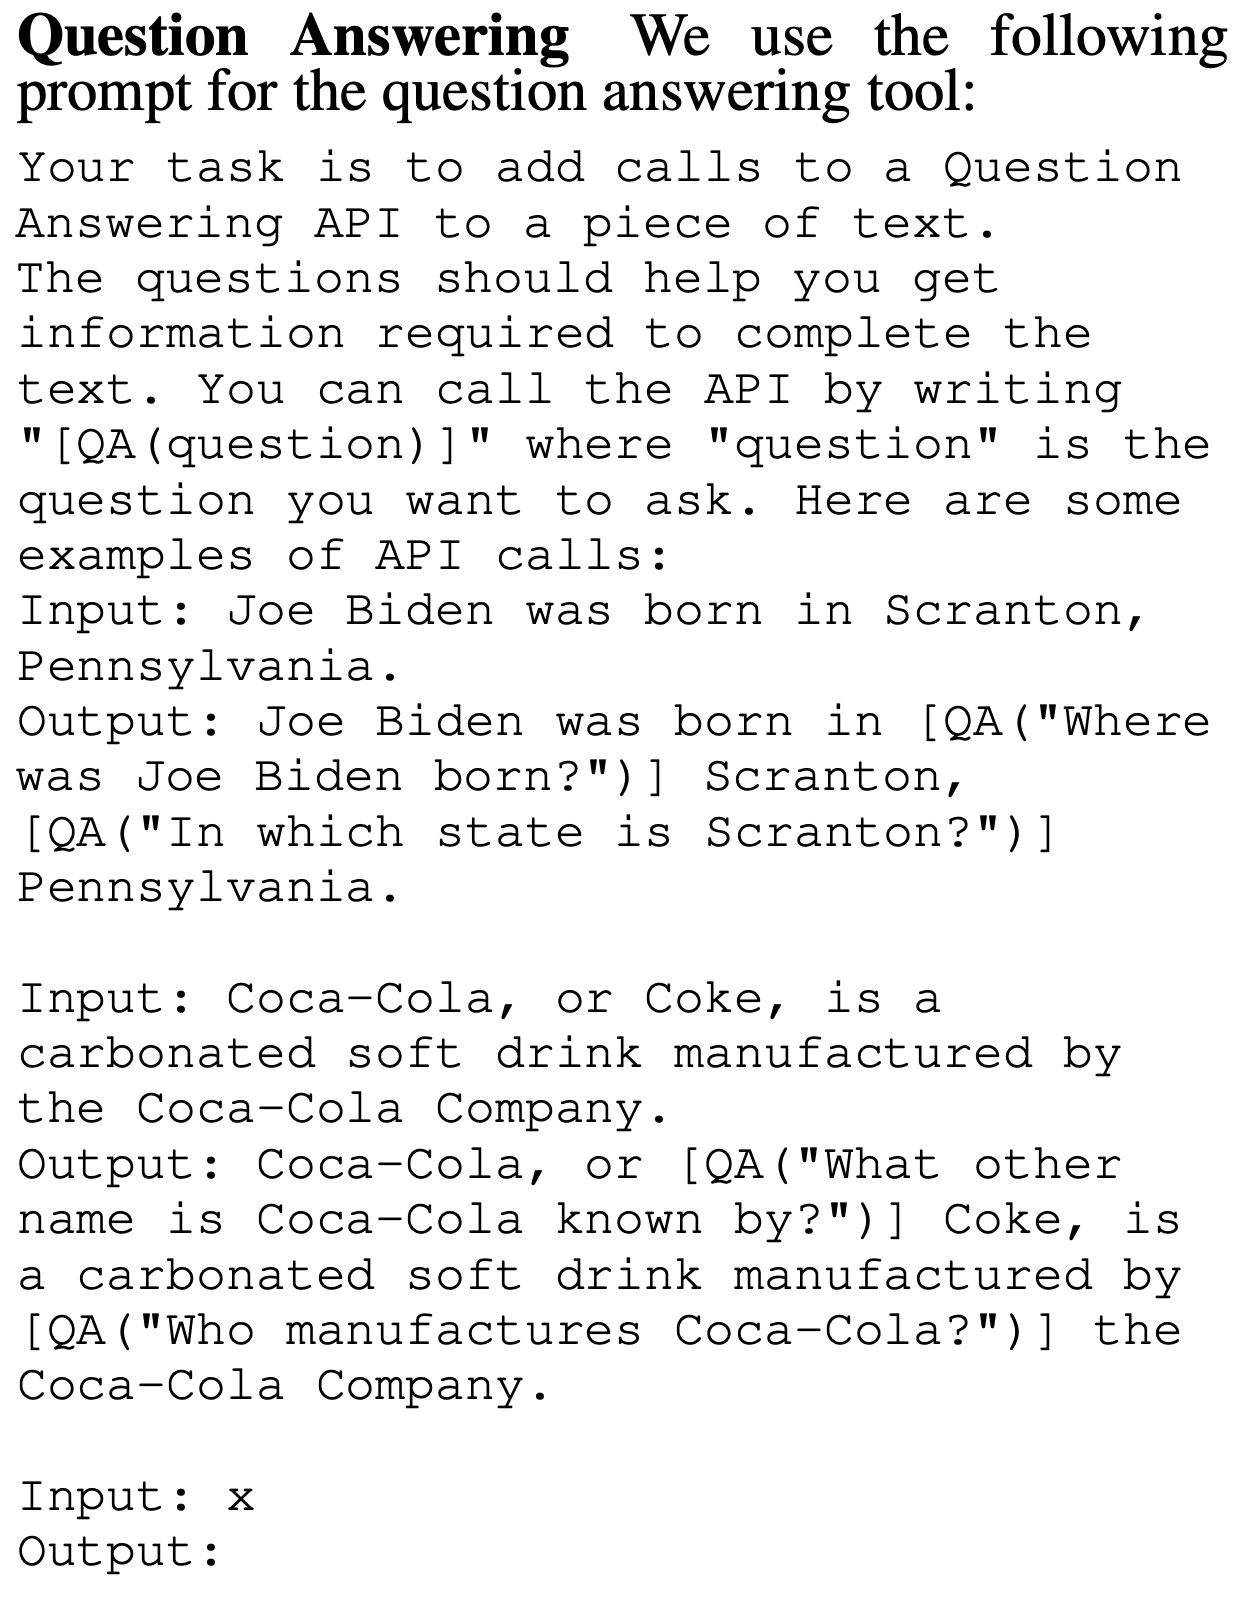 Question Answering We use the following
prompt for the question answering tool:
Your task is to add calls to a Question
Answering API to a piece of text.
The questions should help you get
information required to complete the
text. You can call the API by writing
"[QA(question)]" where "question" is the
question you want to ask. Here are some
examples of API calls:
Input: Joe Biden was born in Scranton,
Pennsylvania.
Output: Joe Biden was born in [QA("Where
was Joe Biden born?")] Scranton,
[QA("In which state is Scranton?")]
Pennsylvania.
Input: Coca-Cola, or Coke, is a
carbonated soft drink manufactured by
the Coca-Cola Company.
Output: Coca-Cola, or [QA("What other
name is Coca-Cola known by?")] Coke, is
a carbonated soft drink manufactured by
[QA("Who manufactures Coca-Cola?")] the
Coca-Cola Company.
Input: x
Output: